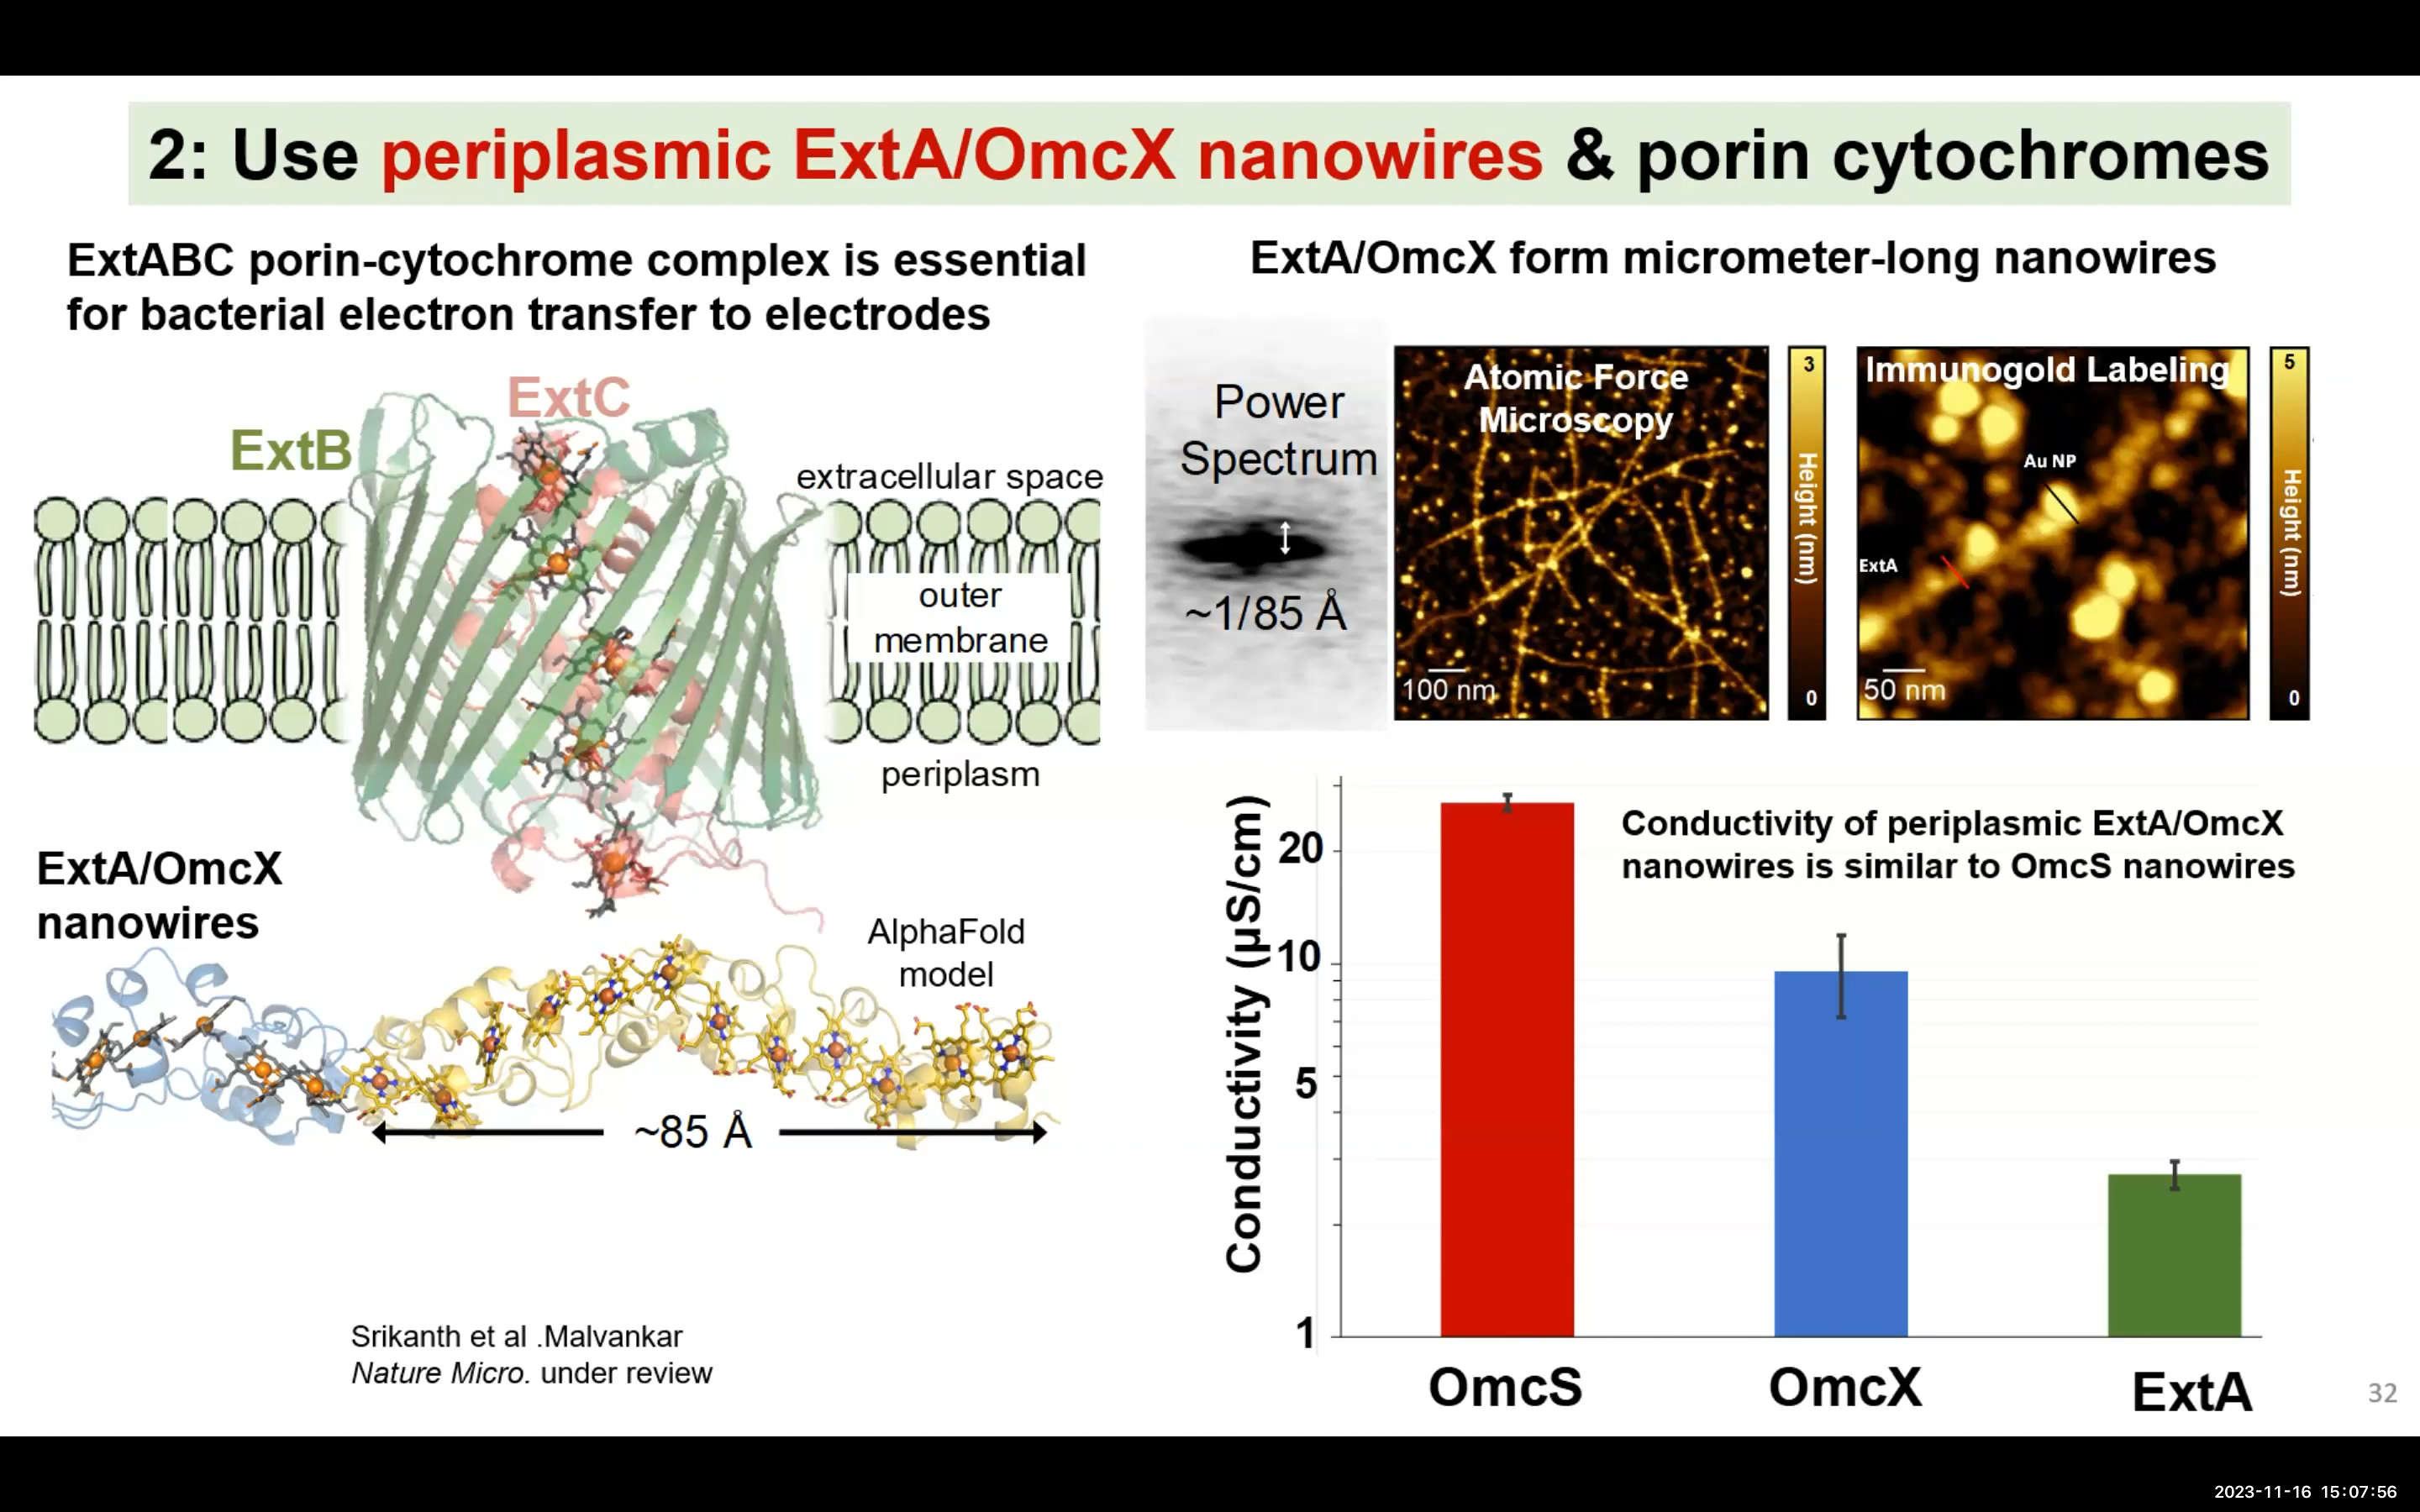 2: Use periplasmic ExtA/OmcX nanowires & porin cytochromes
ExtABC porin-cytochrome complex is essential
for bacterial electron transfer to electrodes
ExtC
ExtB
extracellular space
outer
membrane
periplasm
ExtA/OmcX
nanowires
AlphaFold
model
~85 Å
Srikanth et al .Malvankar
Nature Micro. under review
ExtA/OmcX form micrometer-long nanowires
Power
Spectrum
~1/85 Å
Atomic Force
Microscopy
100 nm
3
Height (nm)
0
Immunogold Labeling
Au NP
ExtA
50 nm
5
Height (nm)
0
Conductivity of periplasmic ExtA/OmcX
nanowires is similar to OmcS nanowires
Conductivity (µS/cm)
20
10
5
1
OmcS
OmcX
ExtA
32
2023-11-16 15:07:56